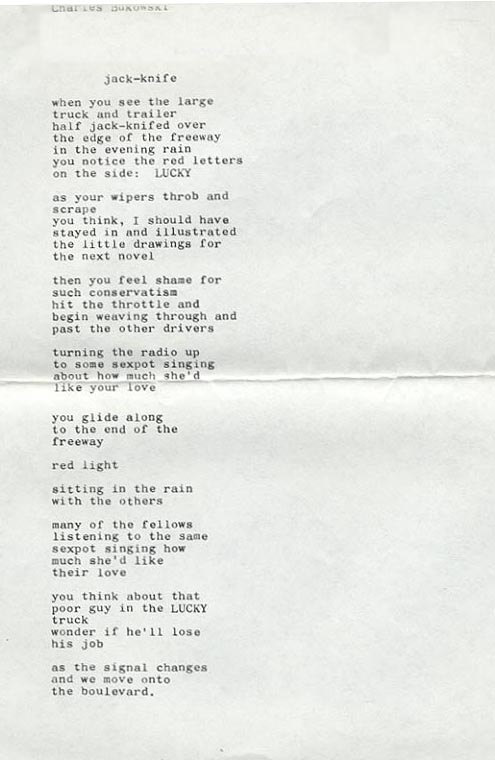 Charles Bukowski
jack-knife
when you see the large
truck and trailer
half jack-knifed over
the edge of the freeway
in the evening rain
you notice the red letters
on the side:  LUCKY
as your wipers throb and
scrape
you think, I should have
stayed in and illustrated
the little drawings for
the next novel
then you feel shame for
such conservatism
hit the throttle and
begin weaving through and
past the other drivers
turning the radio up
to some sexpot singing
about how much she'd
like your love
you glide along
to the end of the
freeway
red light
sitting in the rain
with the others
many of the fellows
listening to the same
sexpot singing how
much she'd like
their love
you think about that
poor guy in the LUCKY
truck
wonder if he'll lose
his job
as the signal changes
and we move onto
the boulevard.